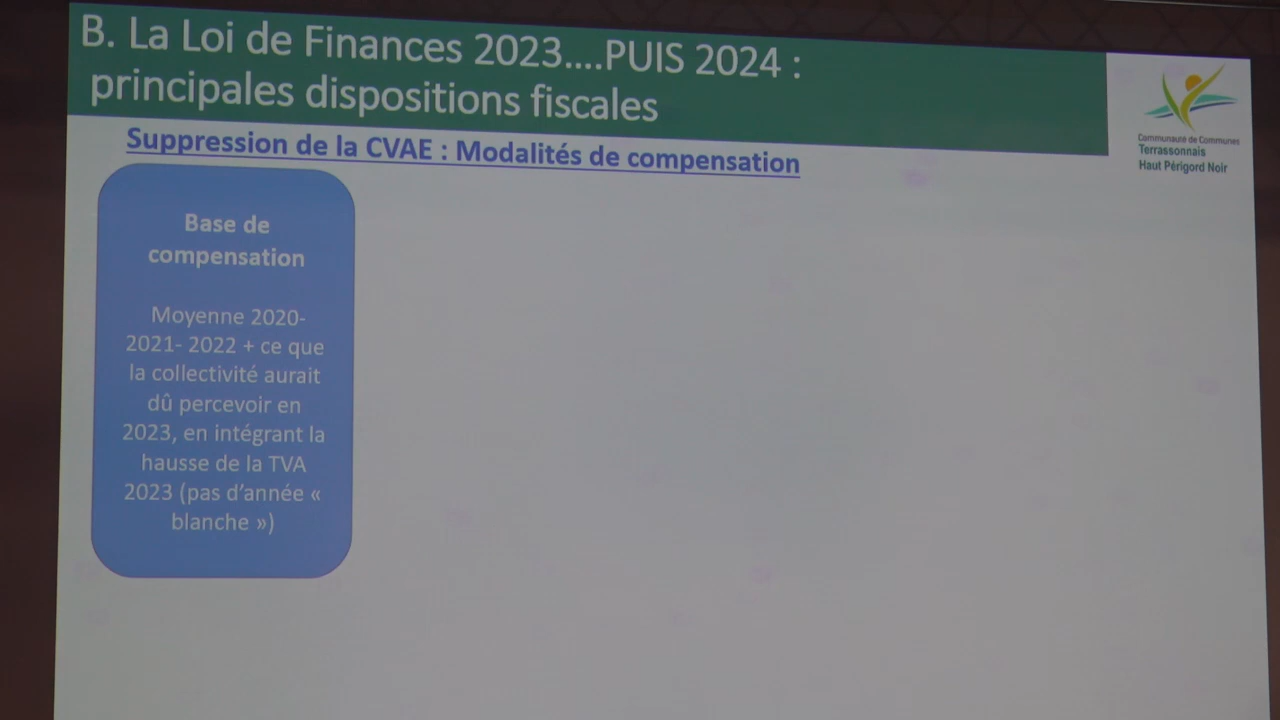 B. La Loi de Finances 2023....PUIS 2024 :
principales dispositions fiscales
Communauté de Communes
Terrassonnais
Haut Périgord Noir
Suppression de la CVAE : Modalités de compensation
Base de
compensation
Moyenne 2020-
2021- 2022 + ce que
la collectivité aurait
dû percevoir en
2023, en intégrant la
hausse de la TVA
2023 (pas d'année «
blanche »)